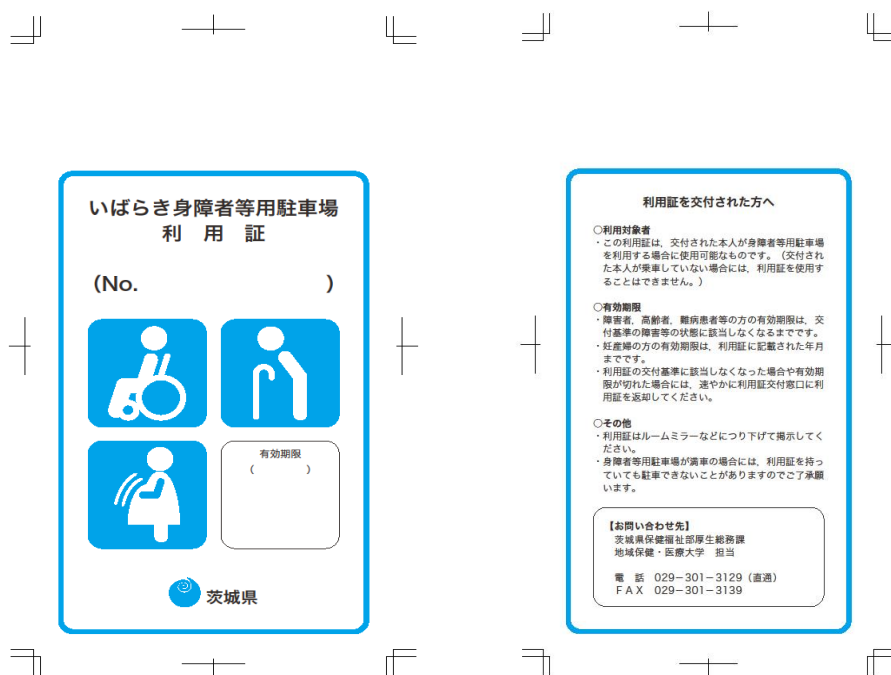 いばらき身障者等用駐車場
利　用　証
(No.　　　　　　　　　)
有効期限
(　　　　　)
茨城県
利用証を交付された方へ
○利用対象者
・この利用証は，交付された本人が身障者等用駐車場
を利用する場合に使用可能なものです。（交付され
た本人が乗車していない場合には，利用証を使用す
ることはできません。）
○有効期限
・障害者，高齢者，難病患者等の方の有効期限は，交
付基準の障害等の状態に該当しなくなるまでです。
・妊産婦の方の有効期限は，利用証に記載された年月
までです。
・利用証の交付基準に該当しなくなった場合や有効期
限が切れた場合には，速やかに利用証交付窓口に利
用証を返却してください。
○その他
・利用証はルームミラーなどにつり下げて掲示してく
ださい。
・身障者等用駐車場が満車の場合には，利用証を持っ
ていても駐車できないことがありますのでご了承願
います。
【お問い合わせ先】
茨城県保健福祉部厚生総務課
地域保健・医療大学　担当
電　話　029－301－3129（直通）
ＦＡＸ　029－301－3139